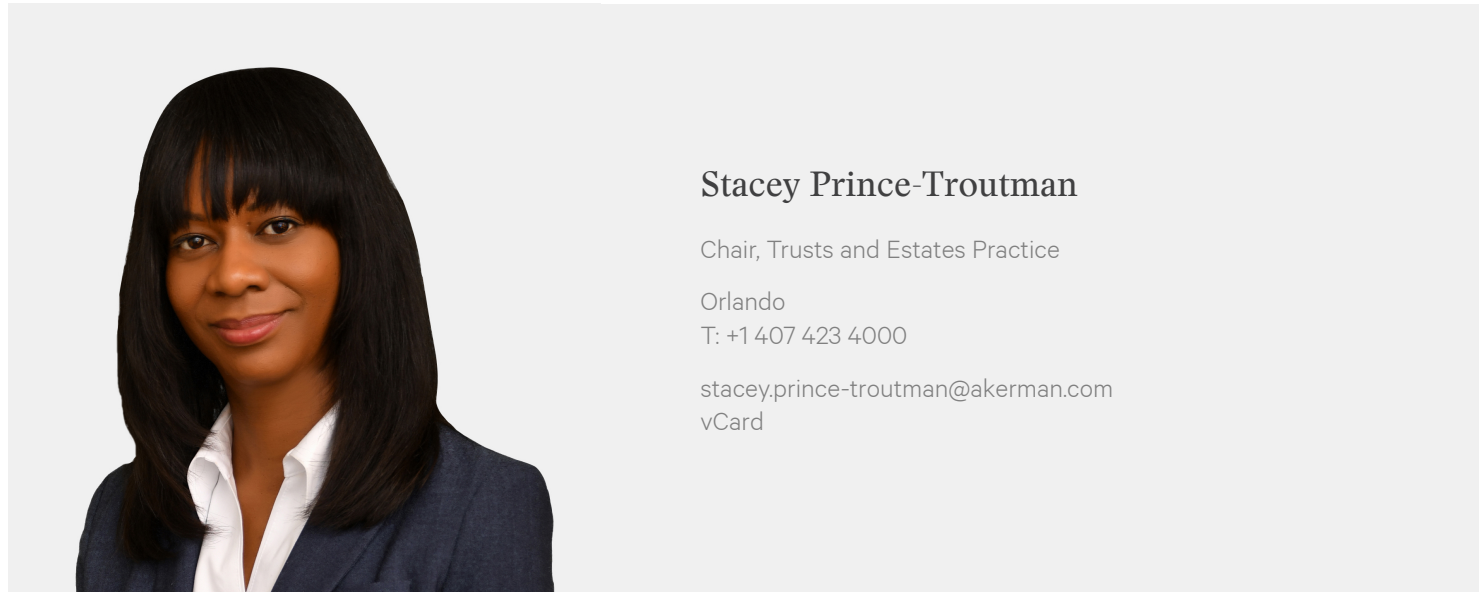 Stacey Prince-Troutman
Chair, Trusts and Estates Practice
Orlando
T: +1 407 423 4000
stacey.prince-troutman@akerman.com
vCard